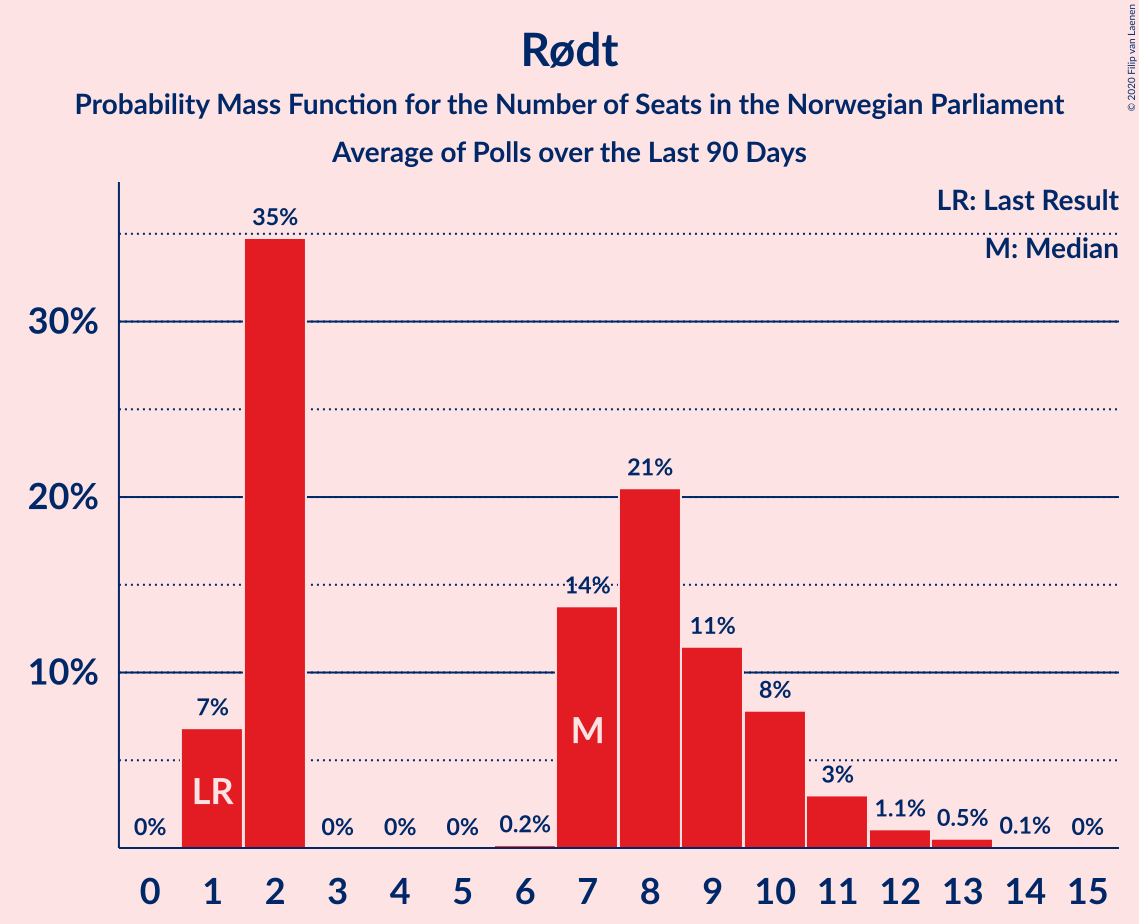 Rødt
Probability Mass Function for the Number of Seats in the Norwegian Parliament
Average of Polls over the Last 90 Days
© 2020 Filip van Laenen
LR: Last Result
M: Median
30%
20%
10%
0%
7%
35%
0%
0%
0%
0.2%
14%
21%
11%
8%
3%
1.1%
0.5%
0.1%
0%
LR
M
0 1 2 3 4 5 6 7 8 9 10 11 12 13 14 15